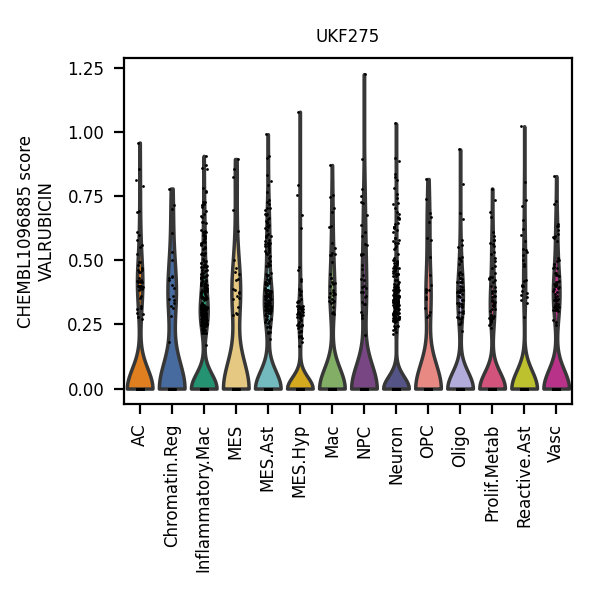 UKF275
CHEMBL1096885 score
VALRUBICIN
1.25
1.00
0.75
0.50
0.25
0.00
AC
Chromatin.Reg
Inflammatory.Mac
MES
MES.Ast
MES.Hyp
Mac
NPC
Neuron
OPC
Oligo
Prolif.Metab
Reactive.Ast
Vasc